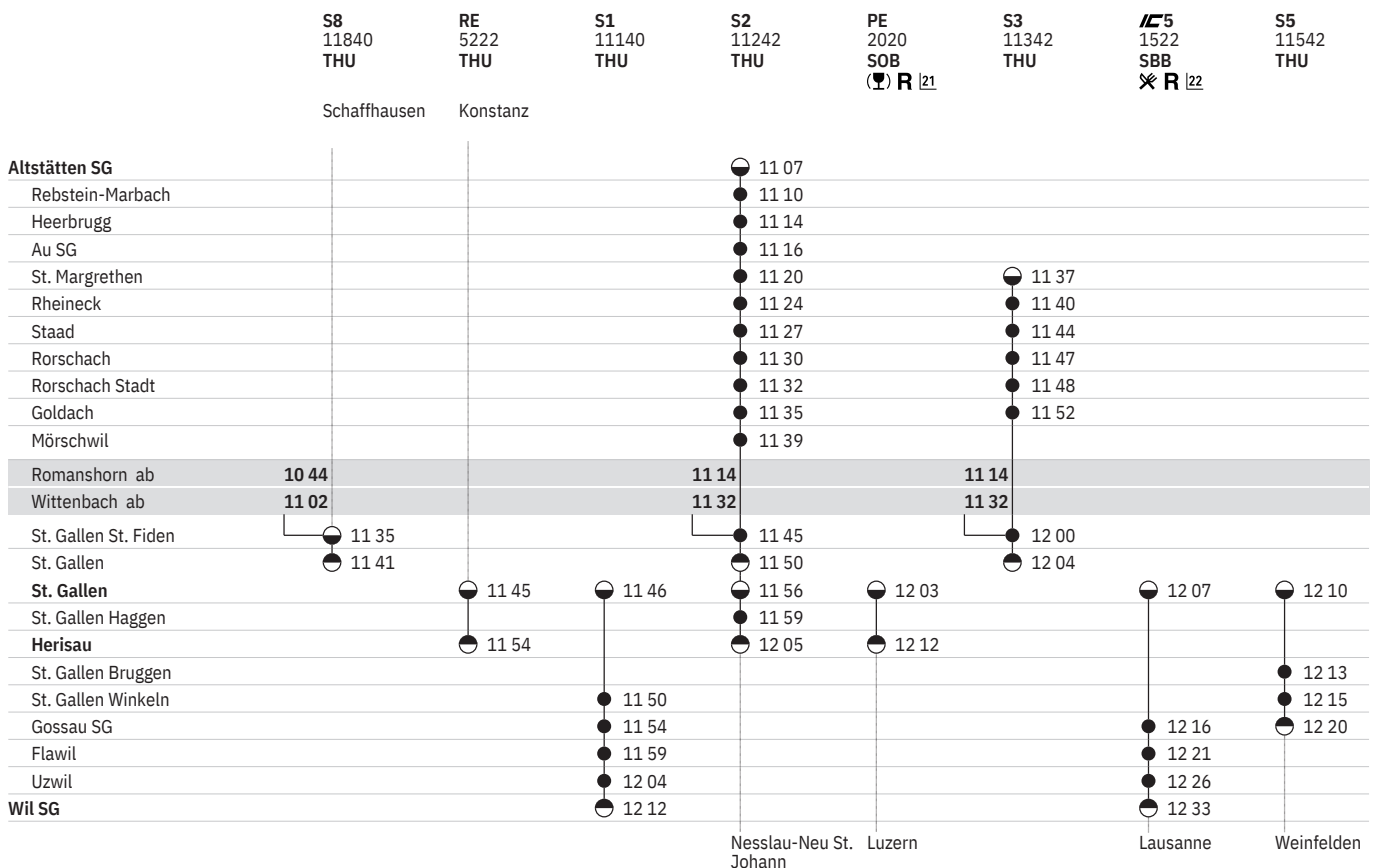 S8 RE S1 S2 PE S3 IC5 S5
11840 5222 11140 11242 2020 11342 1522 11542
THU THU THU THU SOB THU SBB THU
R 21 R 22
Schaffhausen Konstanz
Altstätten SG 11 07
Rebstein-Marbach 11 10
Heerbrugg 11 14
Au SG 11 16
St. Margrethen 11 20 11 37
Rheineck 11 24 11 40
Staad 11 27 11 44
Rorschach 11 30 11 47
Rorschach Stadt 11 32 11 48
Goldach 11 35 11 52
Mörschwil 11 39
Romanshorn ab 10 44 11 14 11 14
Wittenbach ab 11 02 11 32 11 32
St. Gallen St. Fiden 11 35 11 45 12 00
St. Gallen 11 41 11 50 12 04
St. Gallen 11 45 11 46 11 56 12 03 12 07 12 10
St. Gallen Haggen 11 59
Herisau 11 54 12 05 12 12
St. Gallen Bruggen 12 13
St. Gallen Winkeln 11 50 12 15
Gossau SG 11 54 12 16 12 20
Flawil 11 59 12 21
Uzwil 12 04 12 26
Wil SG 12 12 12 33
Nesslau-Neu St. Luzern Lausanne Weinfelden
Johann